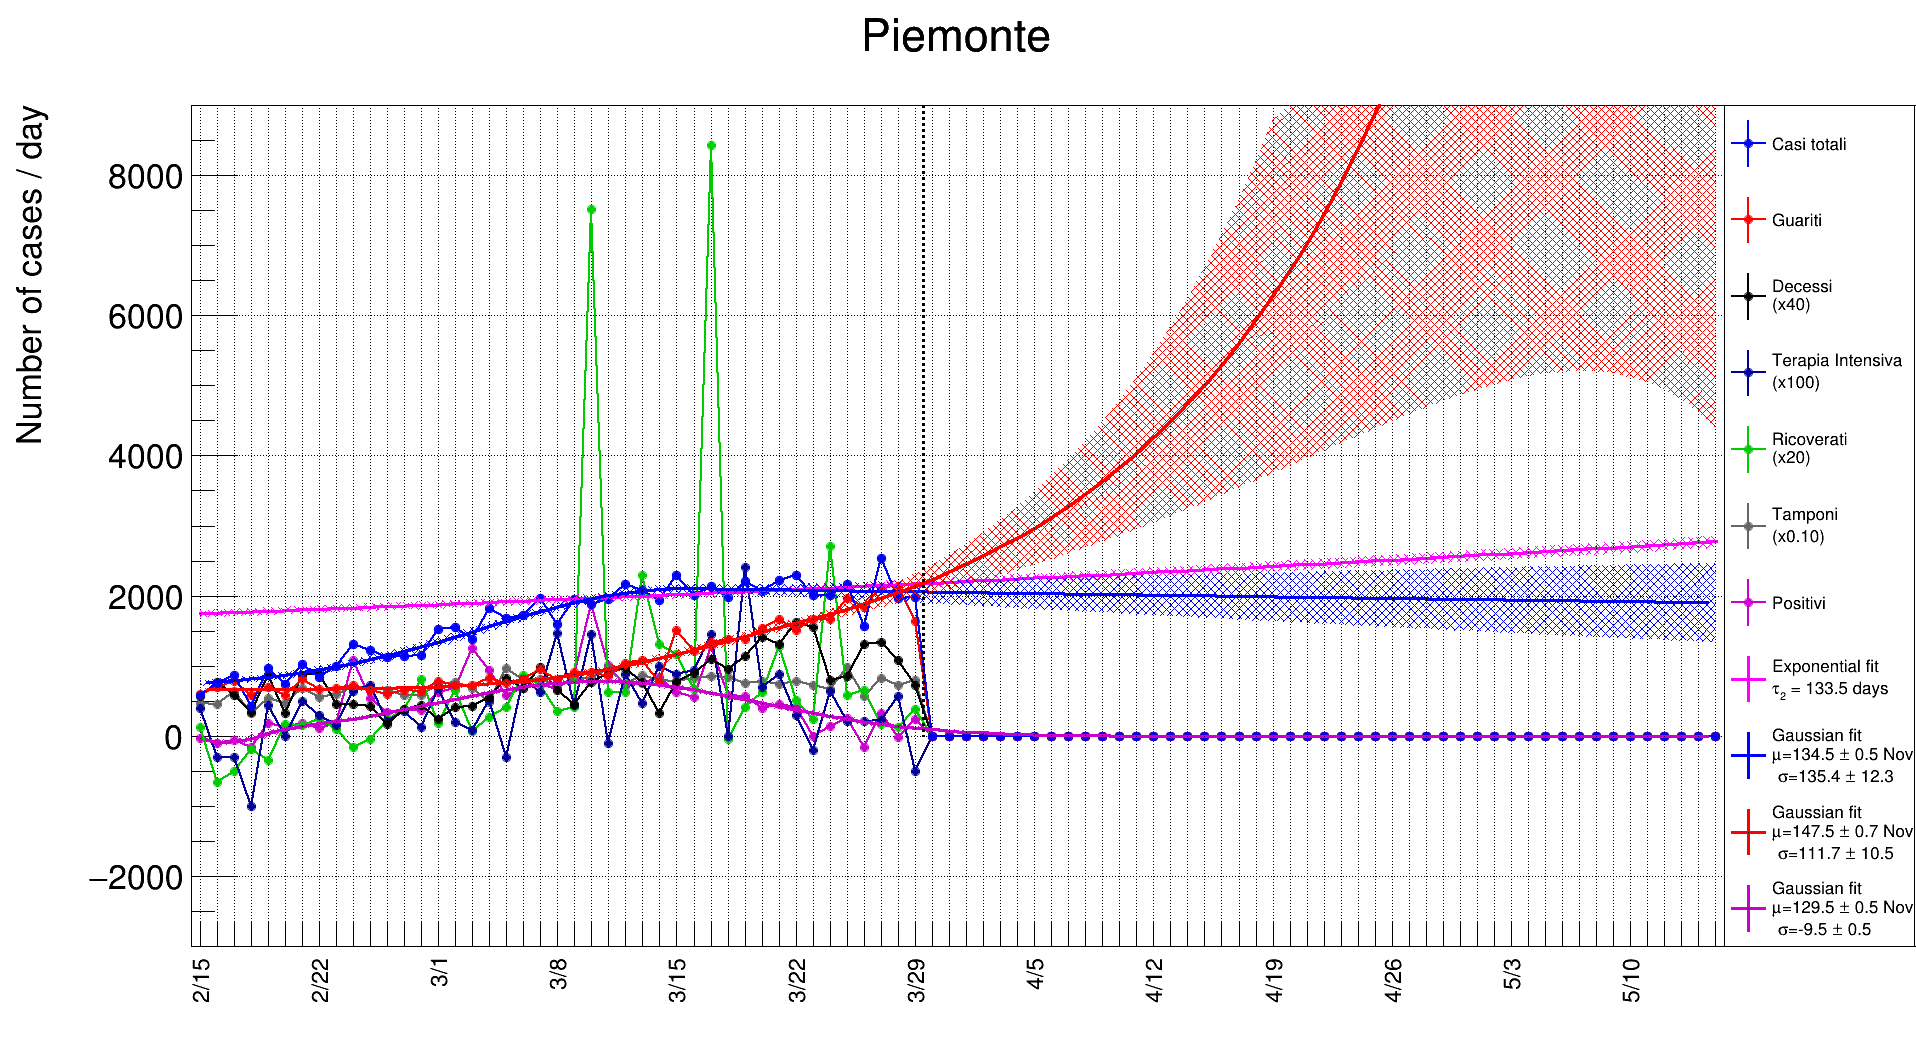 Piemonte
Number of cases / day
8000
6000
4000
2000
0
−2000
2/15
2/22
3/1
3/8
3/15
3/22
3/29
4/5
4/12
4/19
4/26
5/3
5/10
Casi totali
Guariti
Decessi
(x40)
Terapia Intensiva
(x100)
Ricoverati
(x20)
Tamponi
(x0.10)
Positivi
Exponential fit
τ2 = 133.5 days
Gaussian fit
μ=134.5 ± 0.5 Nov
σ=135.4 ± 12.3
Gaussian fit
μ=147.5 ± 0.7 Nov
σ=111.7 ± 10.5
Gaussian fit
μ=129.5 ± 0.5 Nov
σ=-9.5 ± 0.5